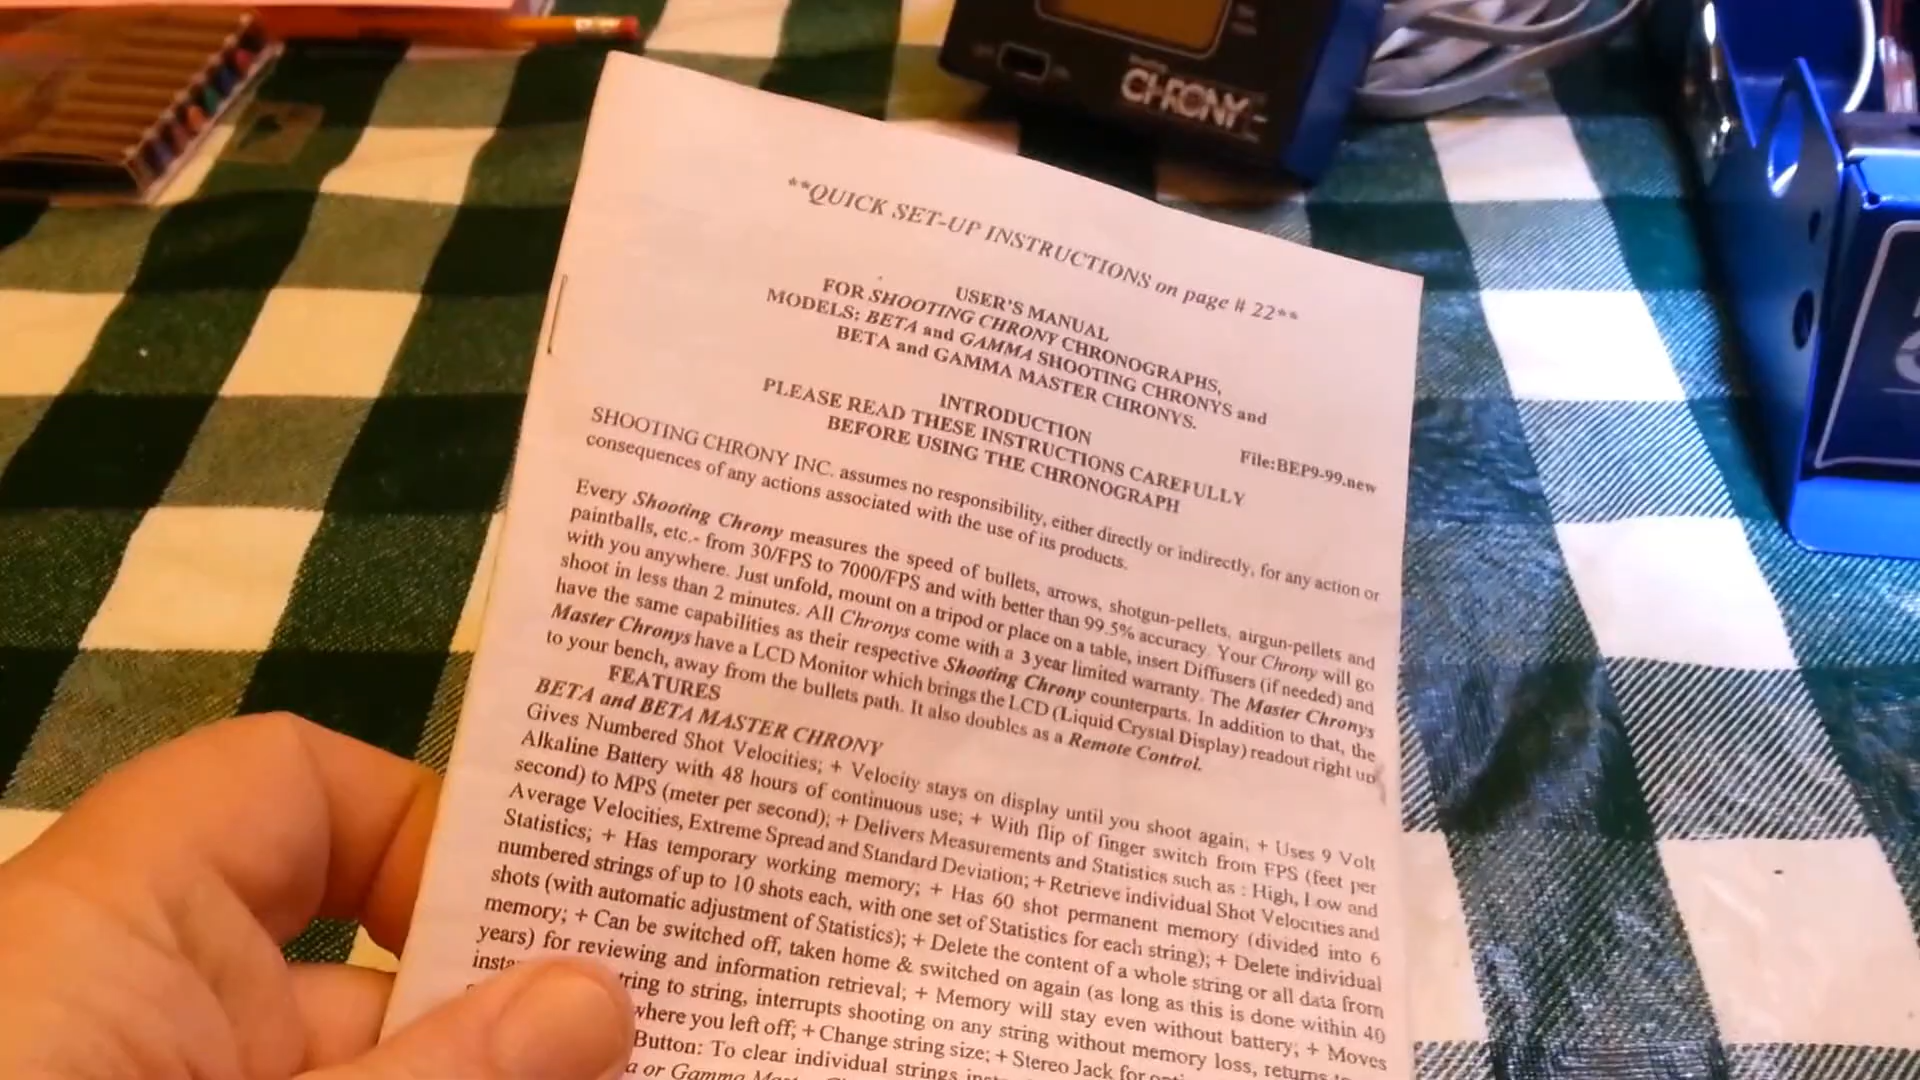 CHRONY
**QUICK SET-UP INSTRUCTIONS on page # 22**
USER'S MANUAL
FOR SHOOTING CHRONY CHRONOGRAPHS,
MODELS: BETA and GAMMA SHOOTING CHRONYS and
BETA and GAMMA MASTER CHRONYS.
File:BEP9-99.new
INTRODUCTION
PLEASE READ THESE INSTRUCTIONS CAREFULLY
BEFORE USING THE CHRONOGRAPH
SHOOTING CHRONY INC. assumes no responsibility, either directly or indirectly, for any action or
consequences of any actions associated with the use of its products.
Every Shooting Chrony measures the speed of bullets, arrows, shotgun-pellets, airgun-pellets and
paintballs, etc.- from 30/FPS to 7000/FPS and with better than 99.5% accuracy. Your Chrony will go
with you anywhere. Just unfold, mount on a tripod or place on a table, insert Diffusers (if needed) and
shoot in less than 2 minutes. All Chronys come with a 3 year limited warranty. The Master Chronys
have the same capabilities as their respective Shooting Chrony counterparts. In addition to that, the
Master Chronys have a LCD Monitor which brings the LCD (Liquid Crystal Display) readout right up
to your bench, away from the bullets path. It also doubles as a Remote Control.
FEATURES
BETA and BETA MASTER CHRONY
Gives Numbered Shot Velocities; + Velocity stays on display until you shoot again; + Uses 9 Volt
Alkaline Battery with 48 hours of continuous use; + With flip of finger switch from FPS (feet per
second) to MPS (meter per second); + Delivers Measurements and Statistics such as : High, Low and
Average Velocities, Extreme Spread and Standard Deviation; + Retrieve individual Shot Velocities and
Statistics; + Has temporary working memory; + Has 60 shot permanent memory (divided into 6
numbered strings of up to 10 shots each, with one set of Statistics for each string); + Delete individual
shots (with automatic adjustment of Statistics); + Delete the content of a whole string or all data from
memory; + Can be switched off, taken home & switched on again (as long as this is done within 40
years) for reviewing and information retrieval; + Memory will stay even without battery; + Moves
ring to string, interrupts shooting on any string without memory loss, returns to
where you left off; + Change string size; + Stereo Jack for
Button: To clear individual strings
a or Gamma